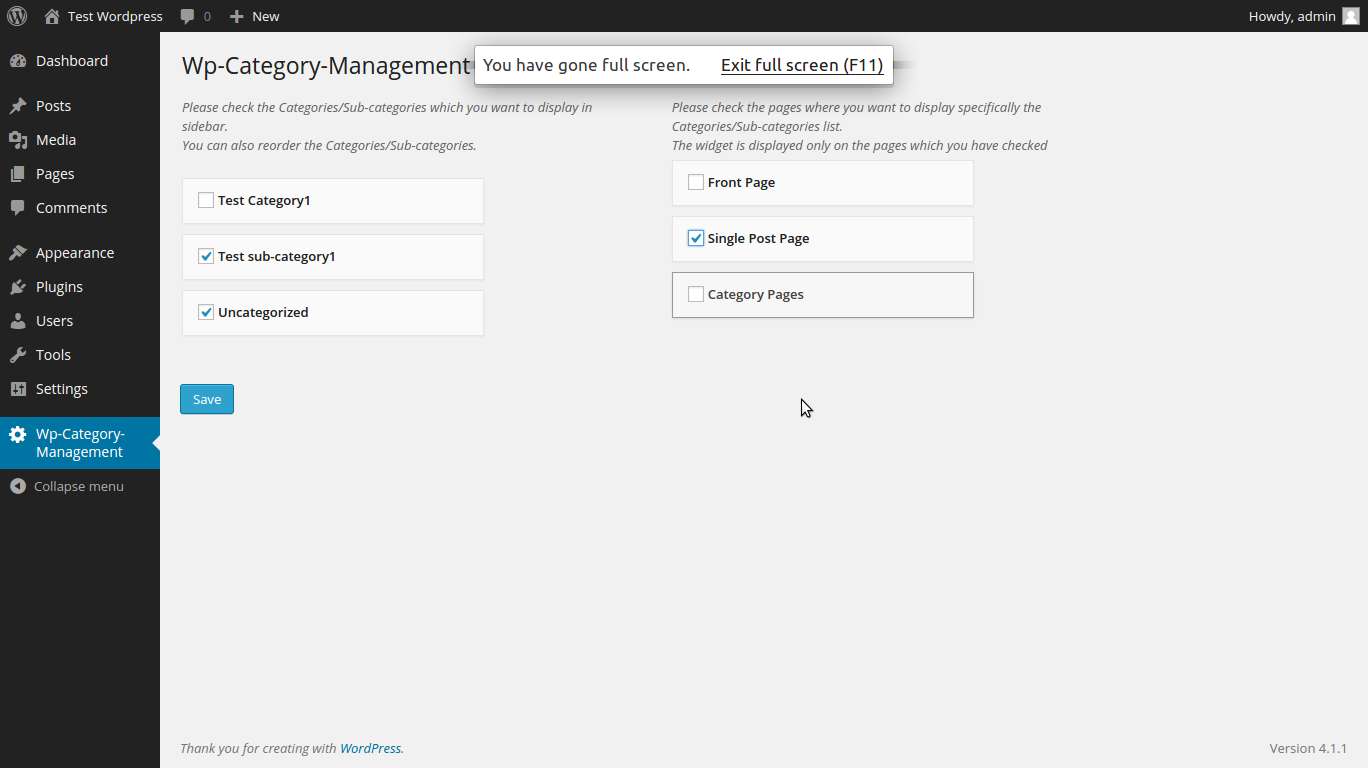 Test Wordpress 0 New Howdy, admin
Dashboard
Posts
Media
Pages
Comments
Appearance
Plugins
Users
Tools
Settings
Wp-Category-
Management
Collapse menu
Wp-Category-Management
You have gone full screen. Exit full screen (F11)
Please check the Categories/Sub-categories which you want to display in
sidebar.
You can also reorder the Categories/Sub-categories.
Test Category1
Test sub-category1
Uncategorized
Save
Please check the pages where you want to display specifically the
Categories/Sub-categories list.
The widget is displayed only on the pages which you have checked
Front Page
Single Post Page
Category Pages
Thank you for creating with WordPress.
Version 4.1.1